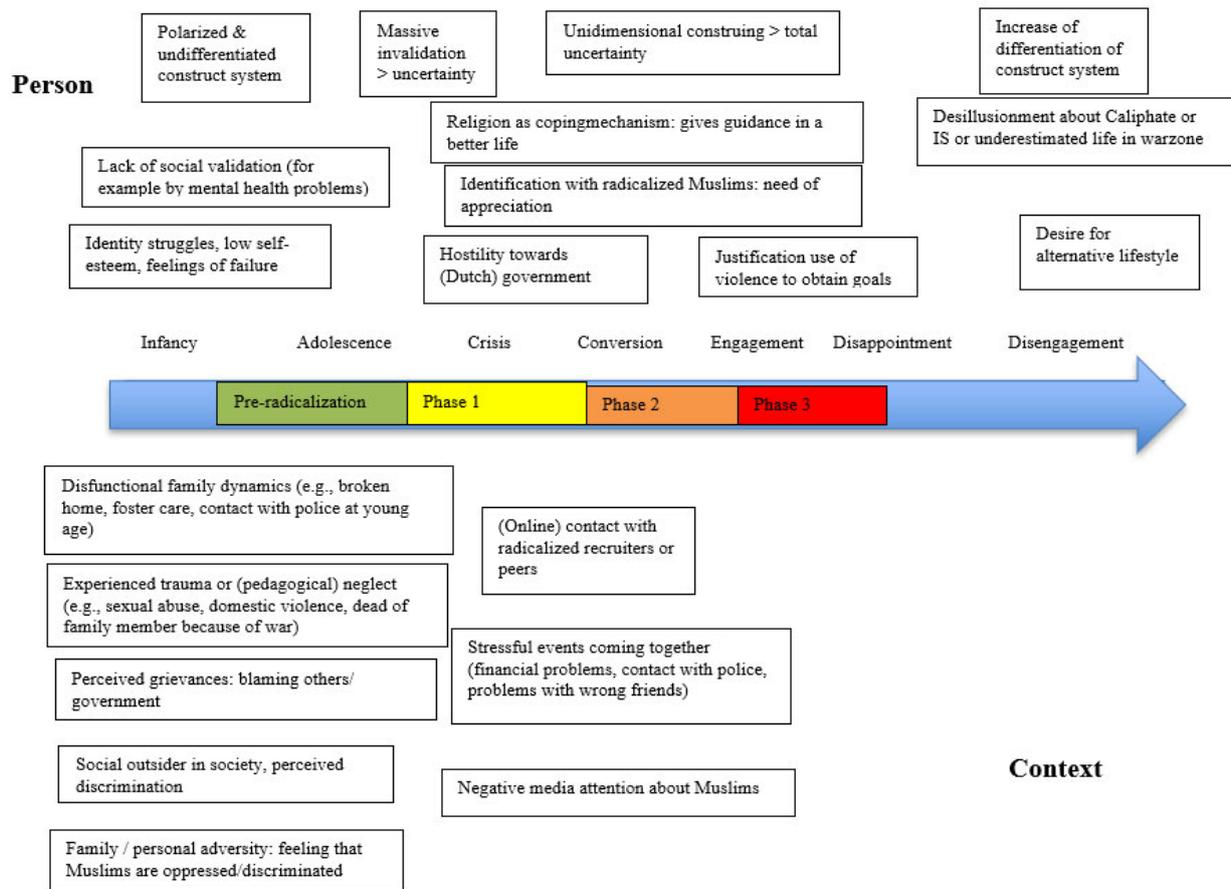 Polarized &
undifferentiated
construct system
Massive
invalidation
> uncertainty
Unidimensional construing > total
uncertainty
Increase of
differentiation of
construct system
Person
Desillusionment about Caliphate or
IS or underestimated life in warzone
Religion as copingmechanism: gives guidance in a
better life
Lack of social validation (for
example by mental health problems)
Identification with radicalized Muslims: need of
appreciation
Identity struggles, low self-
esteem, feelings of failure
Hostility towards
(Dutch) government
Justification use of
violence to obtain goals
Desire for
alternative lifestyle
Infancy Adolescence Crisis Conversion Engagement Disappointment Disengagement
Pre-radicalization Phase 1 Phase 2 Phase 3
Disfunctional family dynamics (e.g., broken
home, foster care, contact with police at young
age)
(Online) contact with
radicalized recruiters or
peers
Experienced trauma or (pedagogical) neglect
(e.g., sexual abuse, domestic violence, dead of
family member because of war)
Stressful events coming together
(financial problems, contact with police,
problems with wrong friends)
Perceived grievances: blaming others/
government
Social outsider in society, perceived
discrimination
Negative media attention about Muslims
Context
Family / personal adversity: feeling that
Muslims are oppressed/discriminated